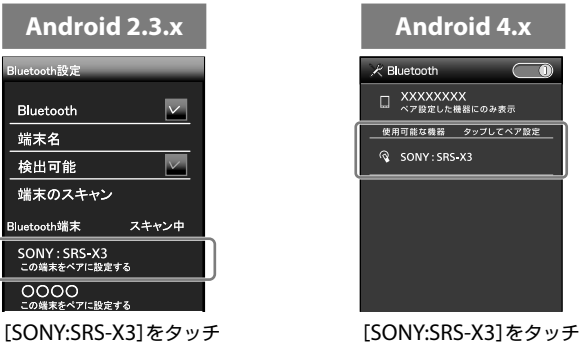 Android 2.3.x
Bluetooth設定
Bluetooth
端末名
検出可能
端末のスキャン
Bluetooth端末 スキャン中
SONY : SRS-X3
この端末をペアに設定する
○○○○
この端末をペアに設定する
[SONY:SRS-X3]をタッチ
Android 4.x
Bluetooth
XXXXXXXX
ペア設定した機器にのみ表示
使用可能な機器 タップしてペア設定
SONY : SRS-X3
[SONY:SRS-X3]をタッチ